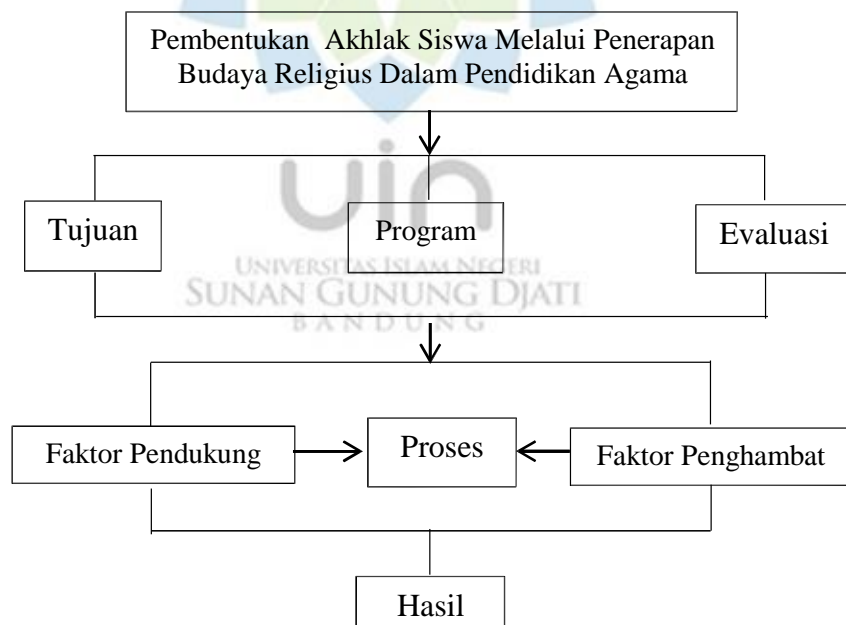 Pembentukan Akhlak Siswa Melalui Penerapan
Budaya Religius Dalam Pendidikan Agama
uin
Tujuan
Program
Evaluasi
UNIVERSITAS ISLAM NEGERI
SUNAN GUNUNG DJATI
BANDUNG
Faktor Pendukung
Proses
Faktor Penghambat
Hasil